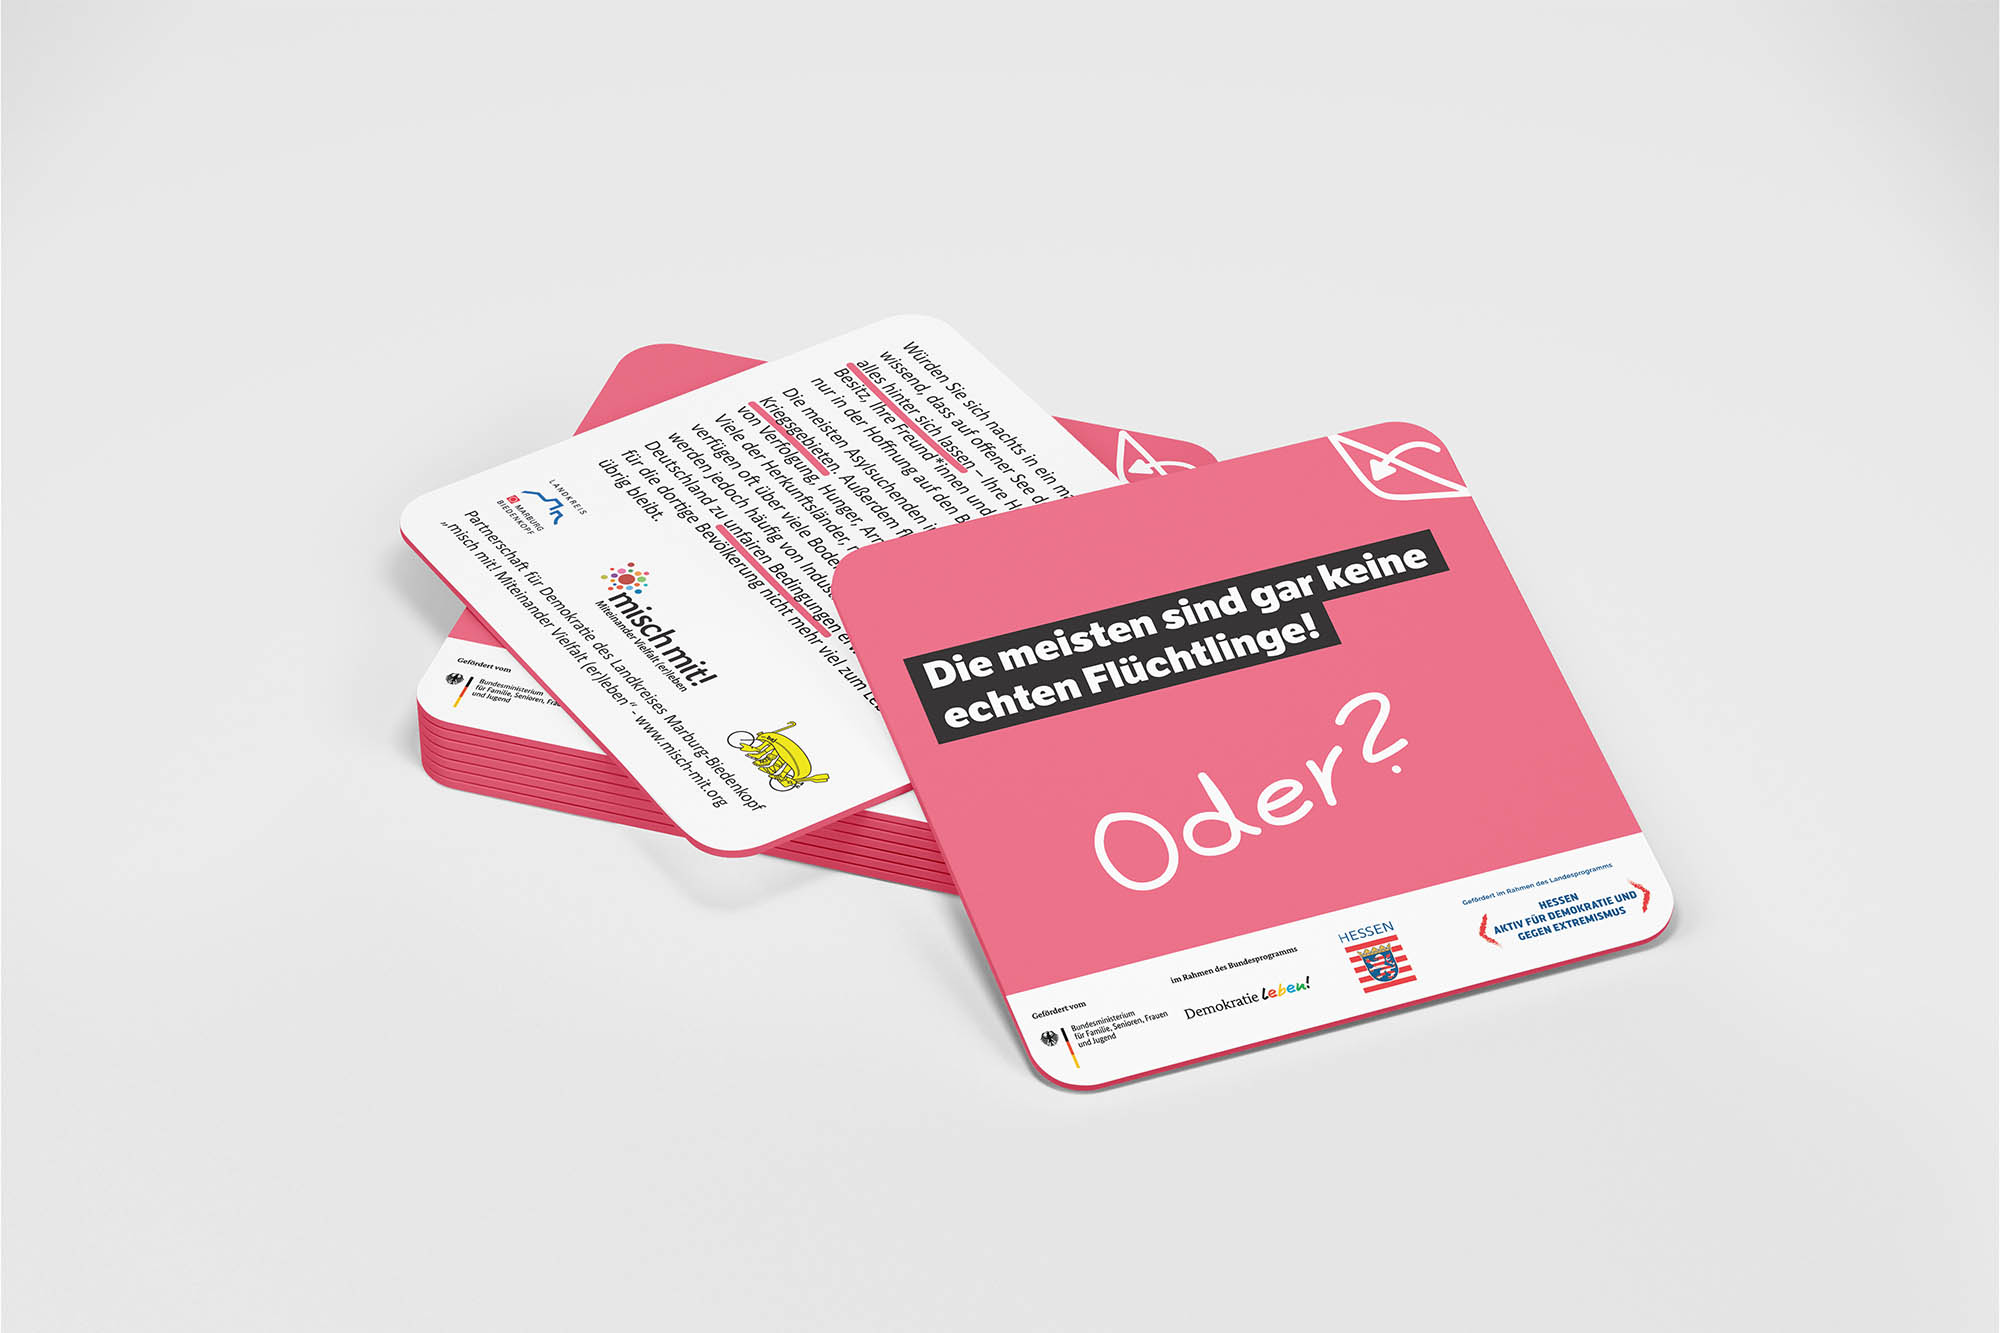 Die meisten sind gar keine
echten Flüchtlinge!
Oder?
Gefördert vom
Bundesministerium
für Familie, Senioren, Frauen
und Jugend
im Rahmen des Bundesprogramms
Demokratie Leben!
HESSEN
Gefördert im Rahmen des Landesprogramms
HESSEN
AKTIV FÜR DEMOKRATIE UND
GEGEN EXTREMISMUS
Würden Sie sich nachts in ein
wissend, dass auf offener See
alles hinter sich lassen – Ihre
Besitz, Ihre Freund*innen und
nur in der Hoffnung auf den
Die meisten Asylsuchenden
Kriegsgebieten. Außerdem
von Verfolgung, Hunger,
Viele der Herkunftsländer,
verfügen oft über viele
werden jedoch häufig von
Deutschland zu unfairen Bedingungen
für die dortige Bevölkerung nicht mehr viel zum
übrig bleibt.
LANDKREIS
MARBURG
BIEDENKOPF
misch mit!
Miteinander Vielfalt (er)leben
Partnerschaft für Demokratie des Landkreises Marburg-Biedenkopf
„misch mit! Miteinander Vielfalt (er)leben“ - www.misch-mit.org
Gefördert vom
Bundesministerium
für Familie, Senioren,
und Jugend